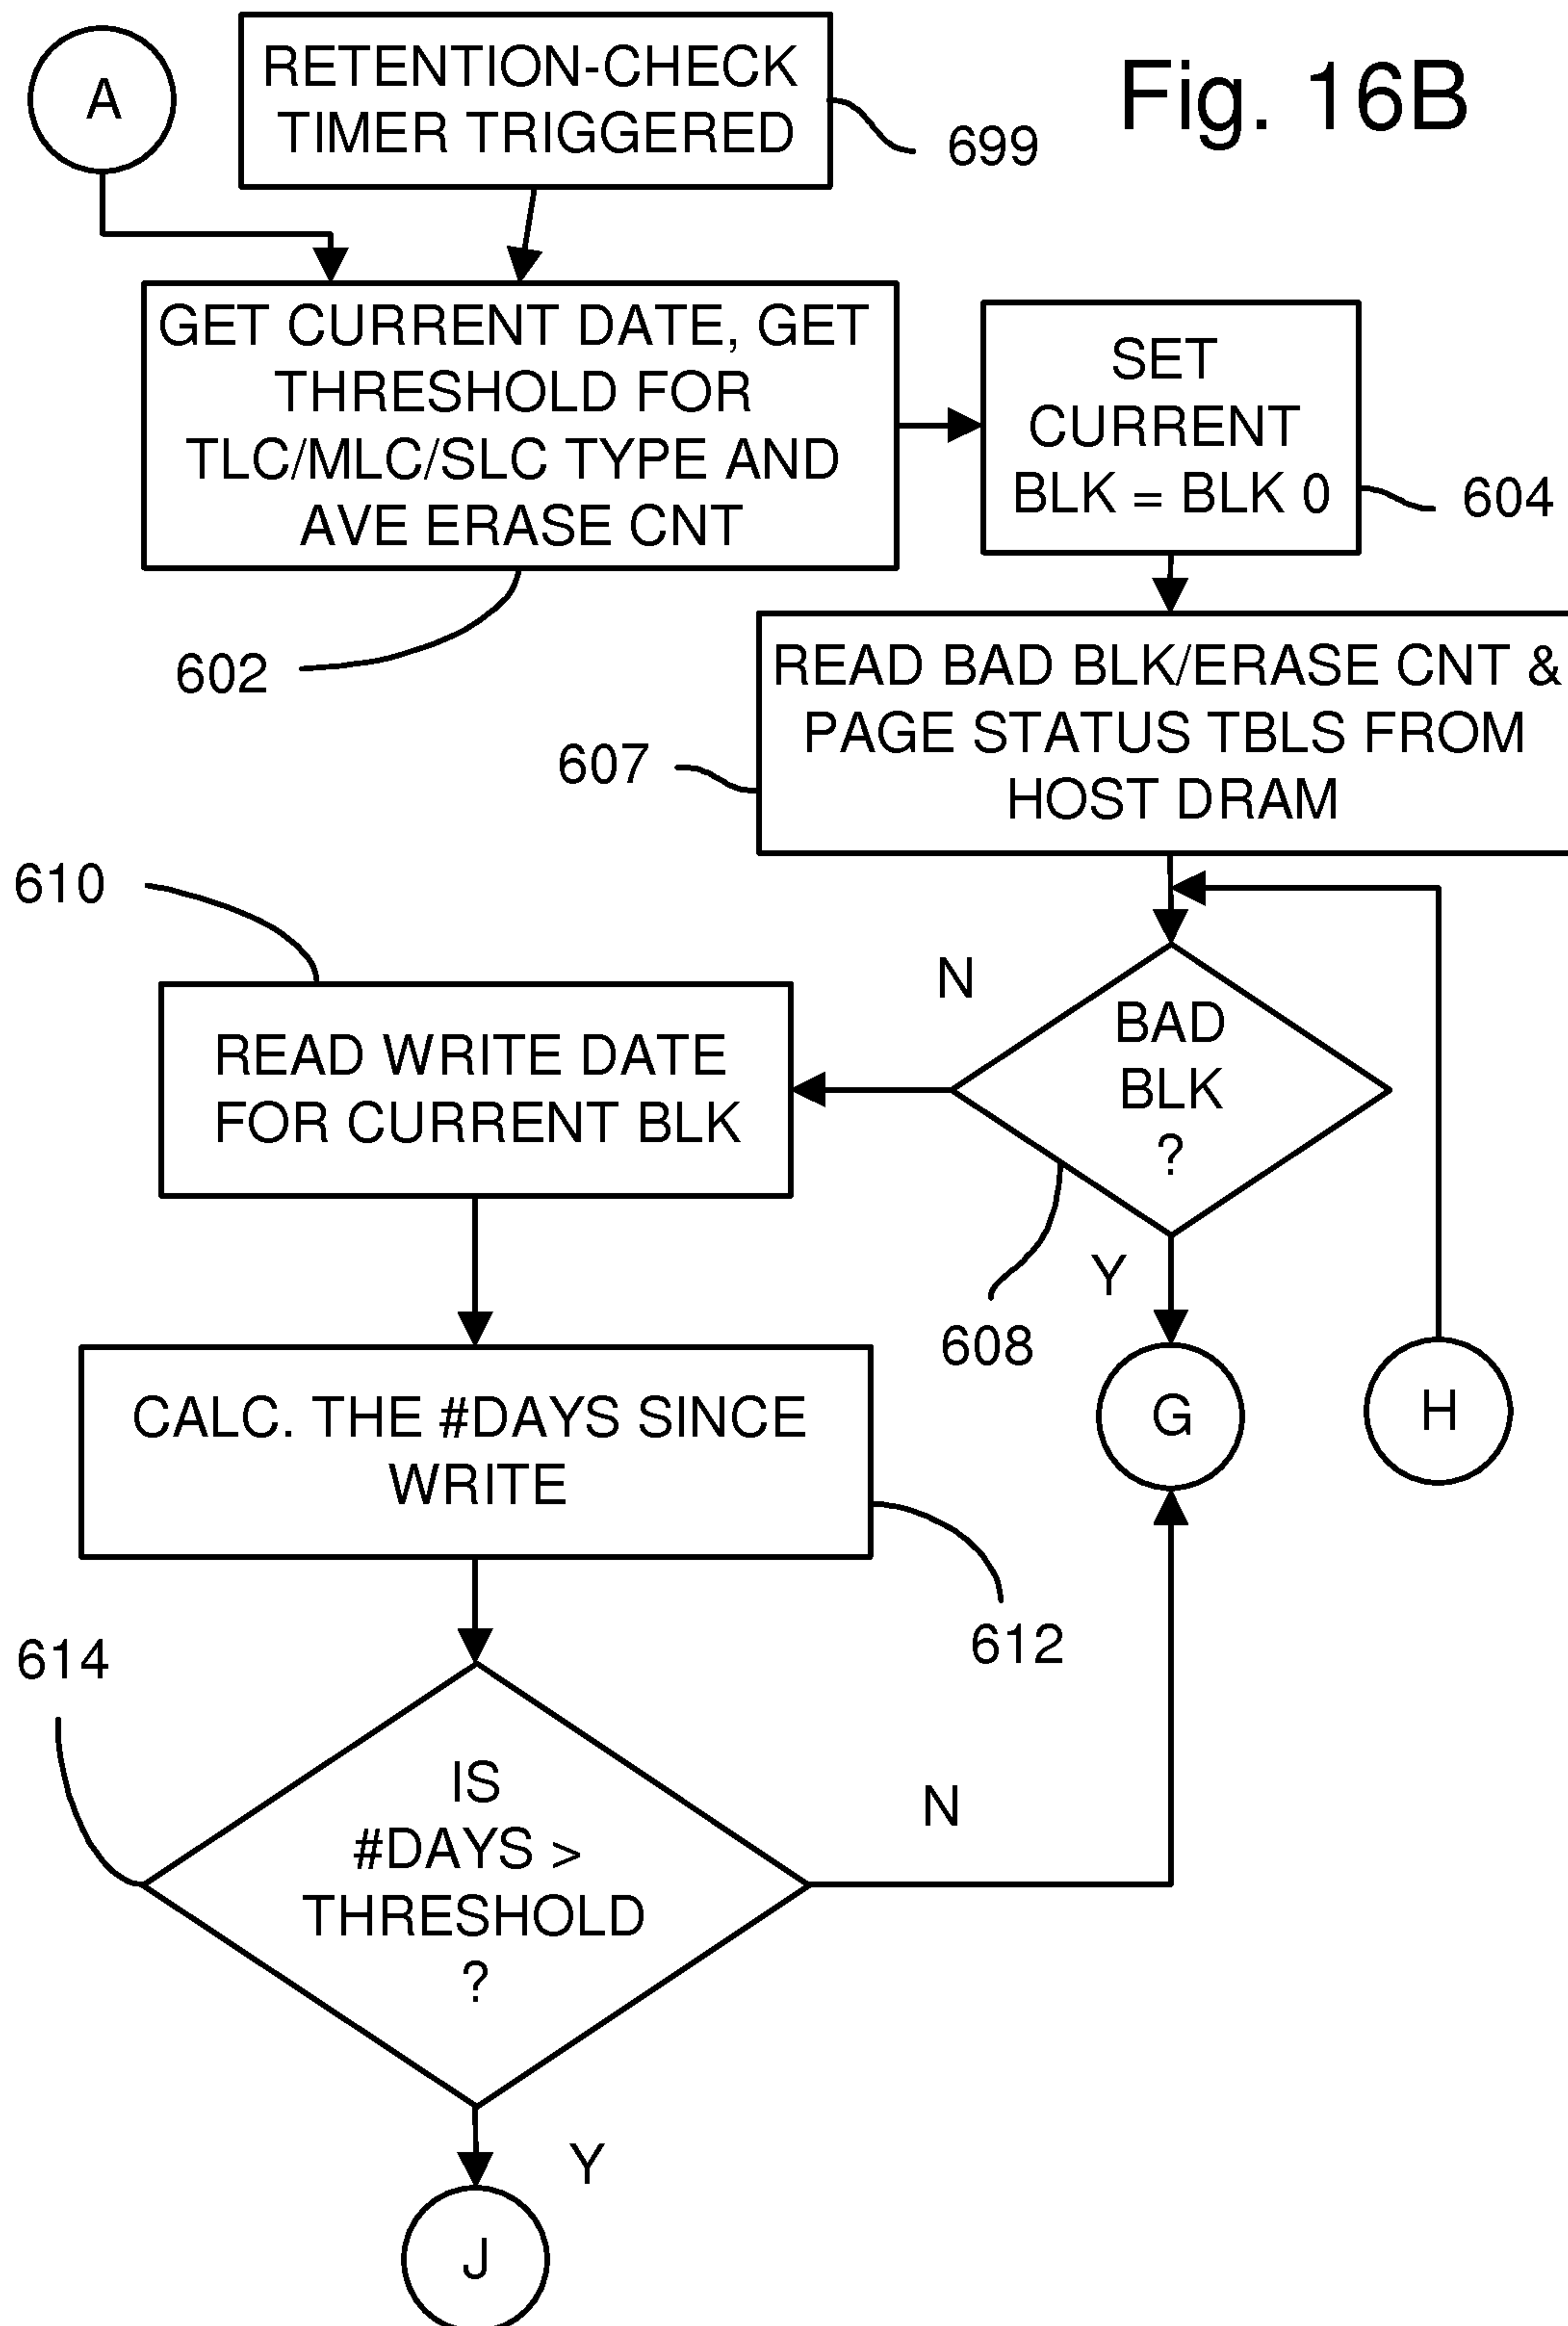 A
RETENTION-CHECK
TIMER TRIGGERED
699
Fig. 16B
GET CURRENT DATE, GET
THRESHOLD FOR
TLC/MLC/SLC TYPE AND
AVE ERASE CNT
602
SET
CURRENT
BLK = BLK 0
604
READ BAD BLK/ERASE CNT &
PAGE STATUS TBLS FROM
HOST DRAM
607
610
READ WRITE DATE
FOR CURRENT BLK
N
BAD
BLK
?
608
Y
G
H
CALC. THE #DAYS SINCE
WRITE
612
614
IS
#DAYS >
THRESHOLD
?
N
Y
J